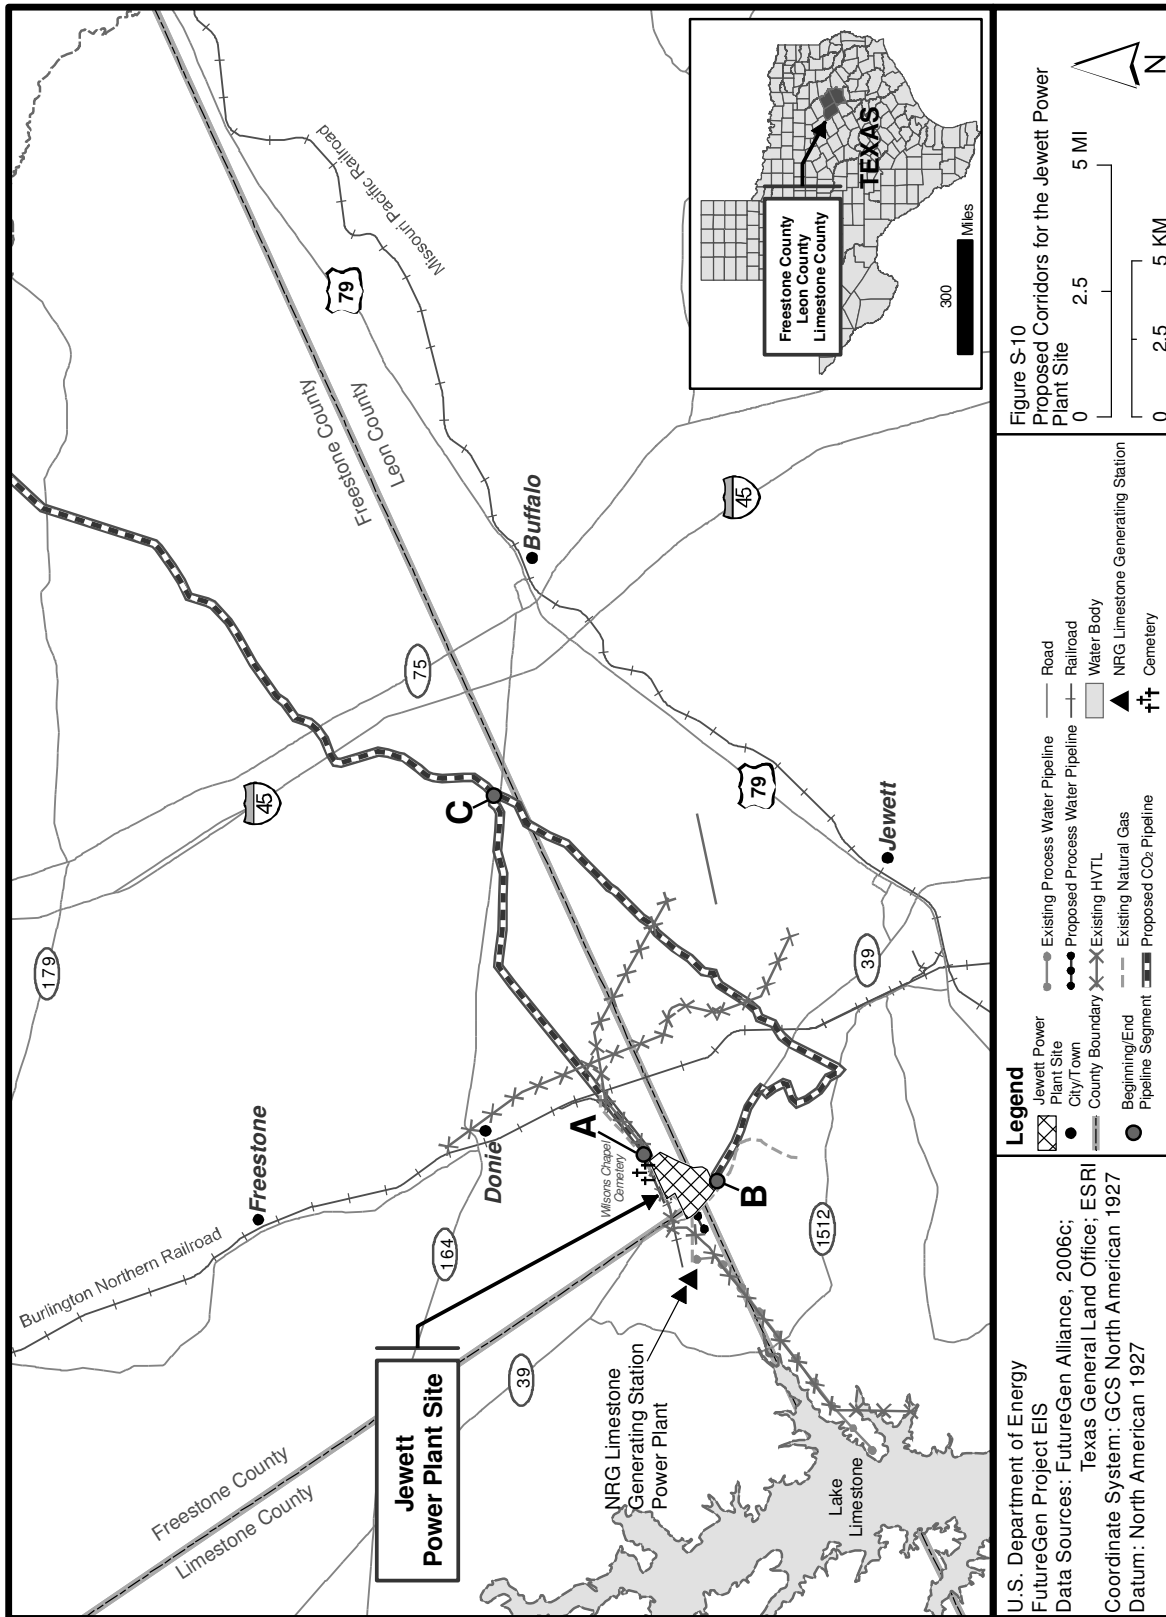 Freestone County
Limestone County
Burlington Northern Railroad
Freestone
179
45
75
Freestone County
Leon County
79
Missouri Pacific Railroad
Jewett
Power Plant Site
39
164
Donie
Wilsons Chapel
Cemetery
A
B
C
Buffalo
45
NRG Limestone
Generating Station
Power Plant
1512
39
79
Jewett
Lake
Limestone
Freestone County
Leon County
Limestone County
TEXAS
300
Miles
U.S. Department of Energy
FutureGen Project EIS
Data Sources: FutureGen Alliance, 2006c;
Texas General Land Office; ESRI
Coordinate System: GCS North American 1927
Datum: North American 1927
Legend
Jewett Power
Plant Site
City/Town
County Boundary
Beginning/End
Pipeline Segment
Existing Process Water Pipeline
Proposed Process Water Pipeline
Existing HVTL
Existing Natural Gas
Proposed CO₂ Pipeline
Road
Railroad
Water Body
NRG Limestone Generating Station
Cemetery
Figure S-10
Proposed Corridors for the Jewett Power
Plant Site
0 2.5 5 MI
0 2.5 5 KM
N